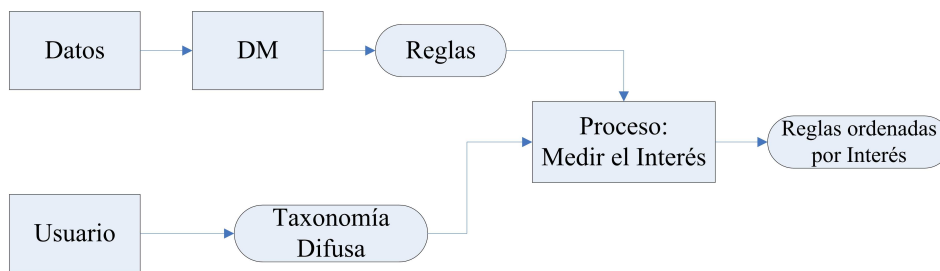 Datos
DM
Reglas
Proceso:
Medir el Interés
Reglas ordenadas
por Interés
Usuario
Taxonomía
Difusa